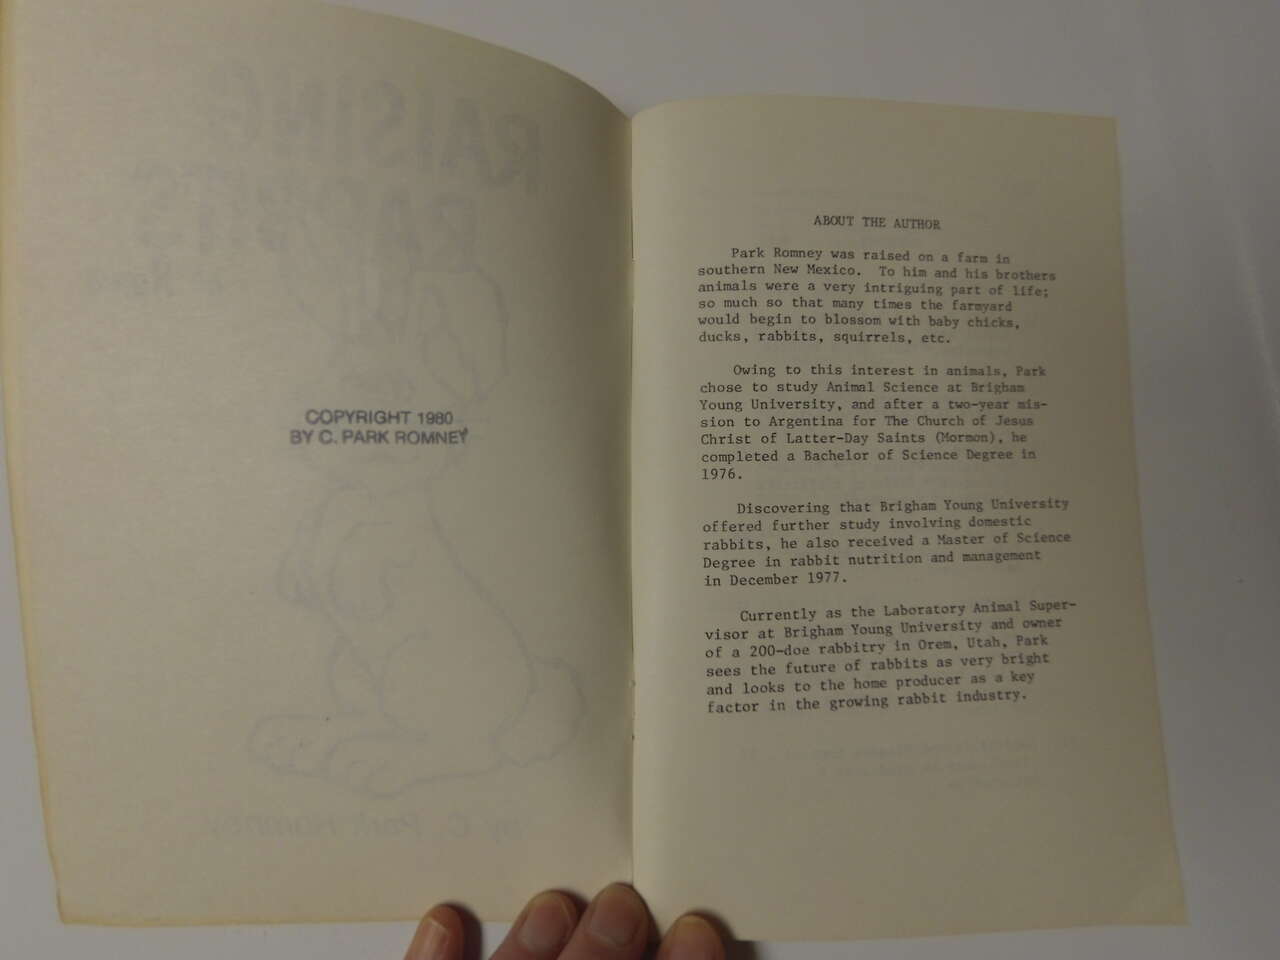 RAISING
RABBITS
COPYRIGHT 1980
BY C. PARK ROMNEY
by C. Park Romney
ABOUT THE AUTHOR
Park Romney was raised on a farm in
southern New Mexico. To him and his brothers
animals were a very intriguing part of life;
so much so that many times the farmyard
would begin to blossom with baby chicks,
ducks, rabbits, squirrels, etc.
Owing to this interest in animals, Park
chose to study Animal Science at Brigham
Young University, and after a two-year mis-
sion to Argentina for The Church of Jesus
Christ of Latter-Day Saints (Mormon), he
completed a Bachelor of Science Degree in
1976.
Discovering that Brigham Young University
offered further study involving domestic
rabbits, he also received a Master of Science
Degree in rabbit nutrition and management
in December 1977.
Currently as the Laboratory Animal Super-
visor at Brigham Young University and owner
of a 200-doe rabbitry in Orem, Utah, Park
sees the future of rabbits as very bright
and looks to the home producer as a key
factor in the growing rabbit industry.